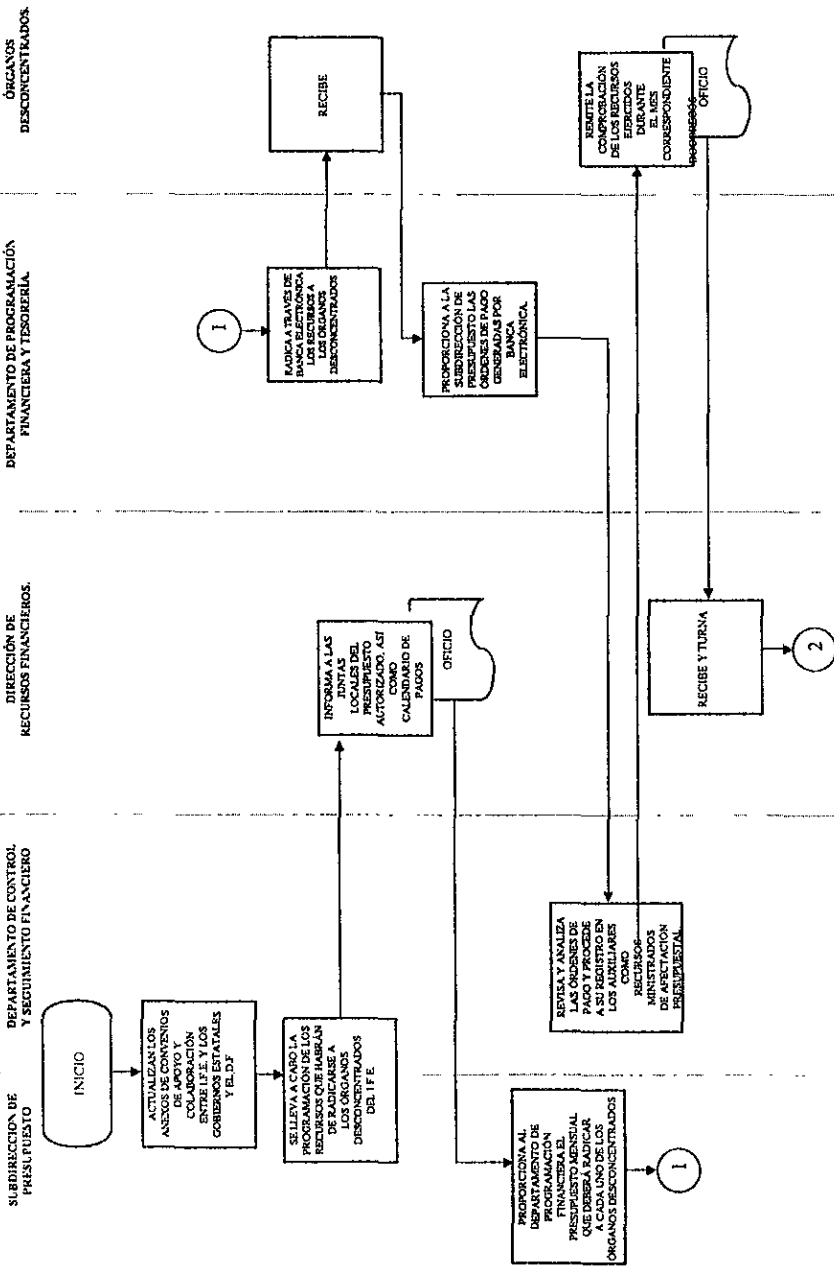 SUBDIRECCION DE
PRESUPUESTO
DEPARTAMENTO DE CONTROL
Y SEGUIMIENTO FINANCIERO
DIRECCIÓN DE
RECURSOS FINANCIEROS.
DEPARTAMENTO DE PROGRAMACIÓN
FINANCIERA Y TESORERÍA.
ÓRGANOS
DESCONCENTRADOS.
INICIO
ACTUALIZAN LOS
ANEXOS DE CONVENIOS
DE APOYO Y
COLABORACIÓN
ENTRE I.F.E. Y LOS
GOBIERNOS ESTATALES
Y EL D.F
SE LLEVA A CABO LA
PROGRAMACIÓN DE LOS
RECURSOS QUE HABRÁN
DE RADICARSE A
LOS ÓRGANOS
DESCONCENTRADOS
DEL I F E.
INFORMA A LAS
JUNTAS
LOCALES DEL
PRESUPUESTO
AUTORIZADO, ASÍ
COMO
CALENDARIO DE
PAGOS
OFICIO
PROPORCIONA AL
DEPARTAMENTO DE
PROGRAMACIÓN
FINANCIERA EL
PRESUPUESTO MENSUAL
QUE DEBERÁ RADICAR
A CADA UNO DE LOS
ÓRGANOS DESCONCENTRADOS
1
1
RADICA A TRAVÉS DE
BANCA ELECTRÓNICA
LOS RECURSOS A
LOS ÓRGANOS
DESCONCENTRADOS
RECIBE
PROPORCIONA A LA
SUBDIRECCIÓN DE
PRESUPUESTO LAS
ÓRDENES DE PAGO
GENERADAS POR
BANCA
ELECTRÓNICA.
REVISA Y ANALIZA
LAS ÓRDENES DE
PAGO Y PROCEDE
A SU REGISTRO EN
LOS AUXILIARES
COMO
RECURSOS
MINISTRADOS
DE AFECTACIÓN
PRESUPUESTAL
REMITE LA
COMPROBACIÓN
DE LOS RECURSOS
EJERCIDOS
DURANTE
EL MES
CORRESPONDIENTE
OFICIO
RECIBE Y TURNA
2